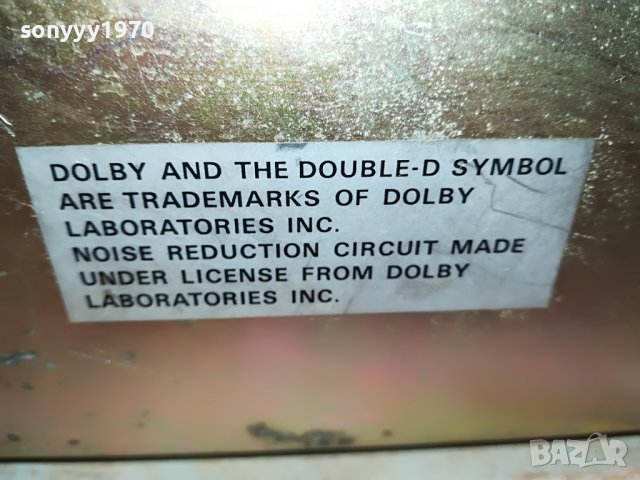 sonyyy1970
DOLBY AND THE DOUBLE-D SYMBOL
ARE TRADEMARKS OF DOLBY
LABORATORIES INC.
NOISE REDUCTION CIRCUIT MADE
UNDER LICENSE FROM DOLBY
LABORATORIES INC.
BAZAR